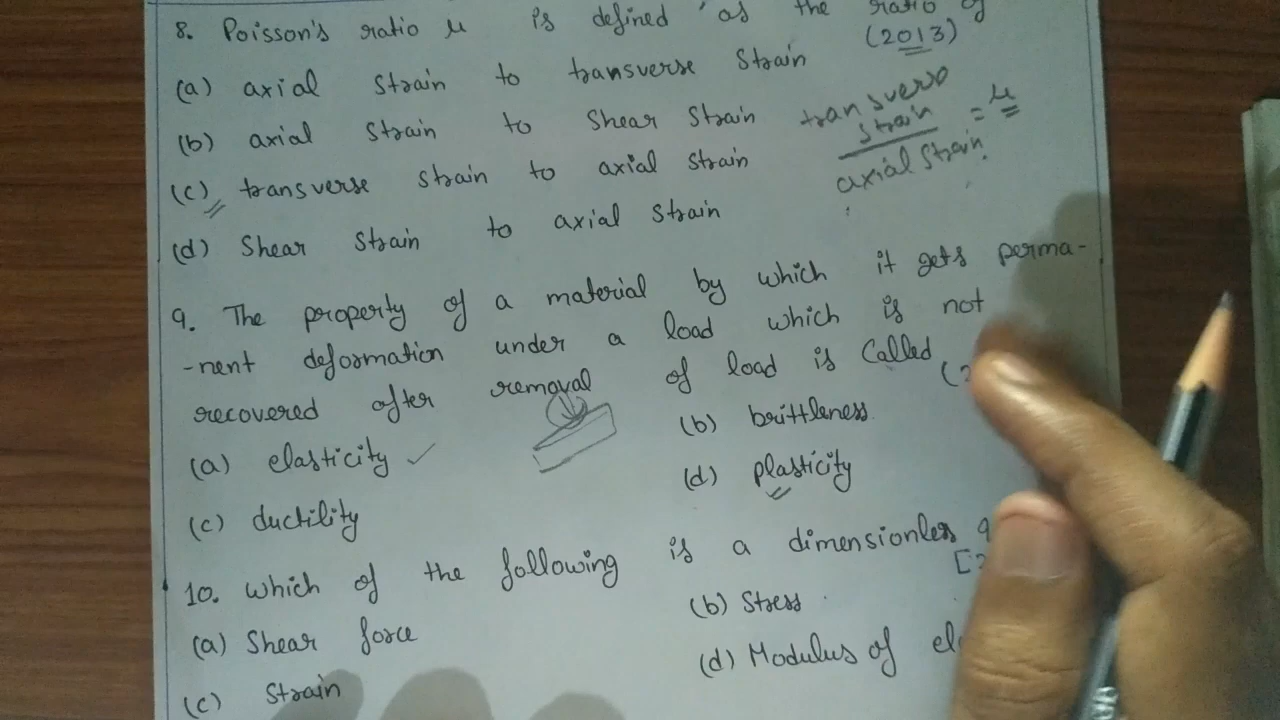 8. Poisson's ratio μ is defined as the ratio of
(2013)
(a) axial strain to transverse strain
(b) axial strain to shear strain
(c) transverse strain to axial strain
(d) Shear strain to axial strain
transverse
strain
axial strain
= μ
9. The property of a material by which it gets perma-
-nent deformation under a load which is not
recovered after removal of load is called
(a) elasticity
(b) brittleness
(c) ductility
(d) plasticity
10. which of the following is a dimensionless
(a) Shear force
(b) Stress
(c) Strain
(d) Modulus of